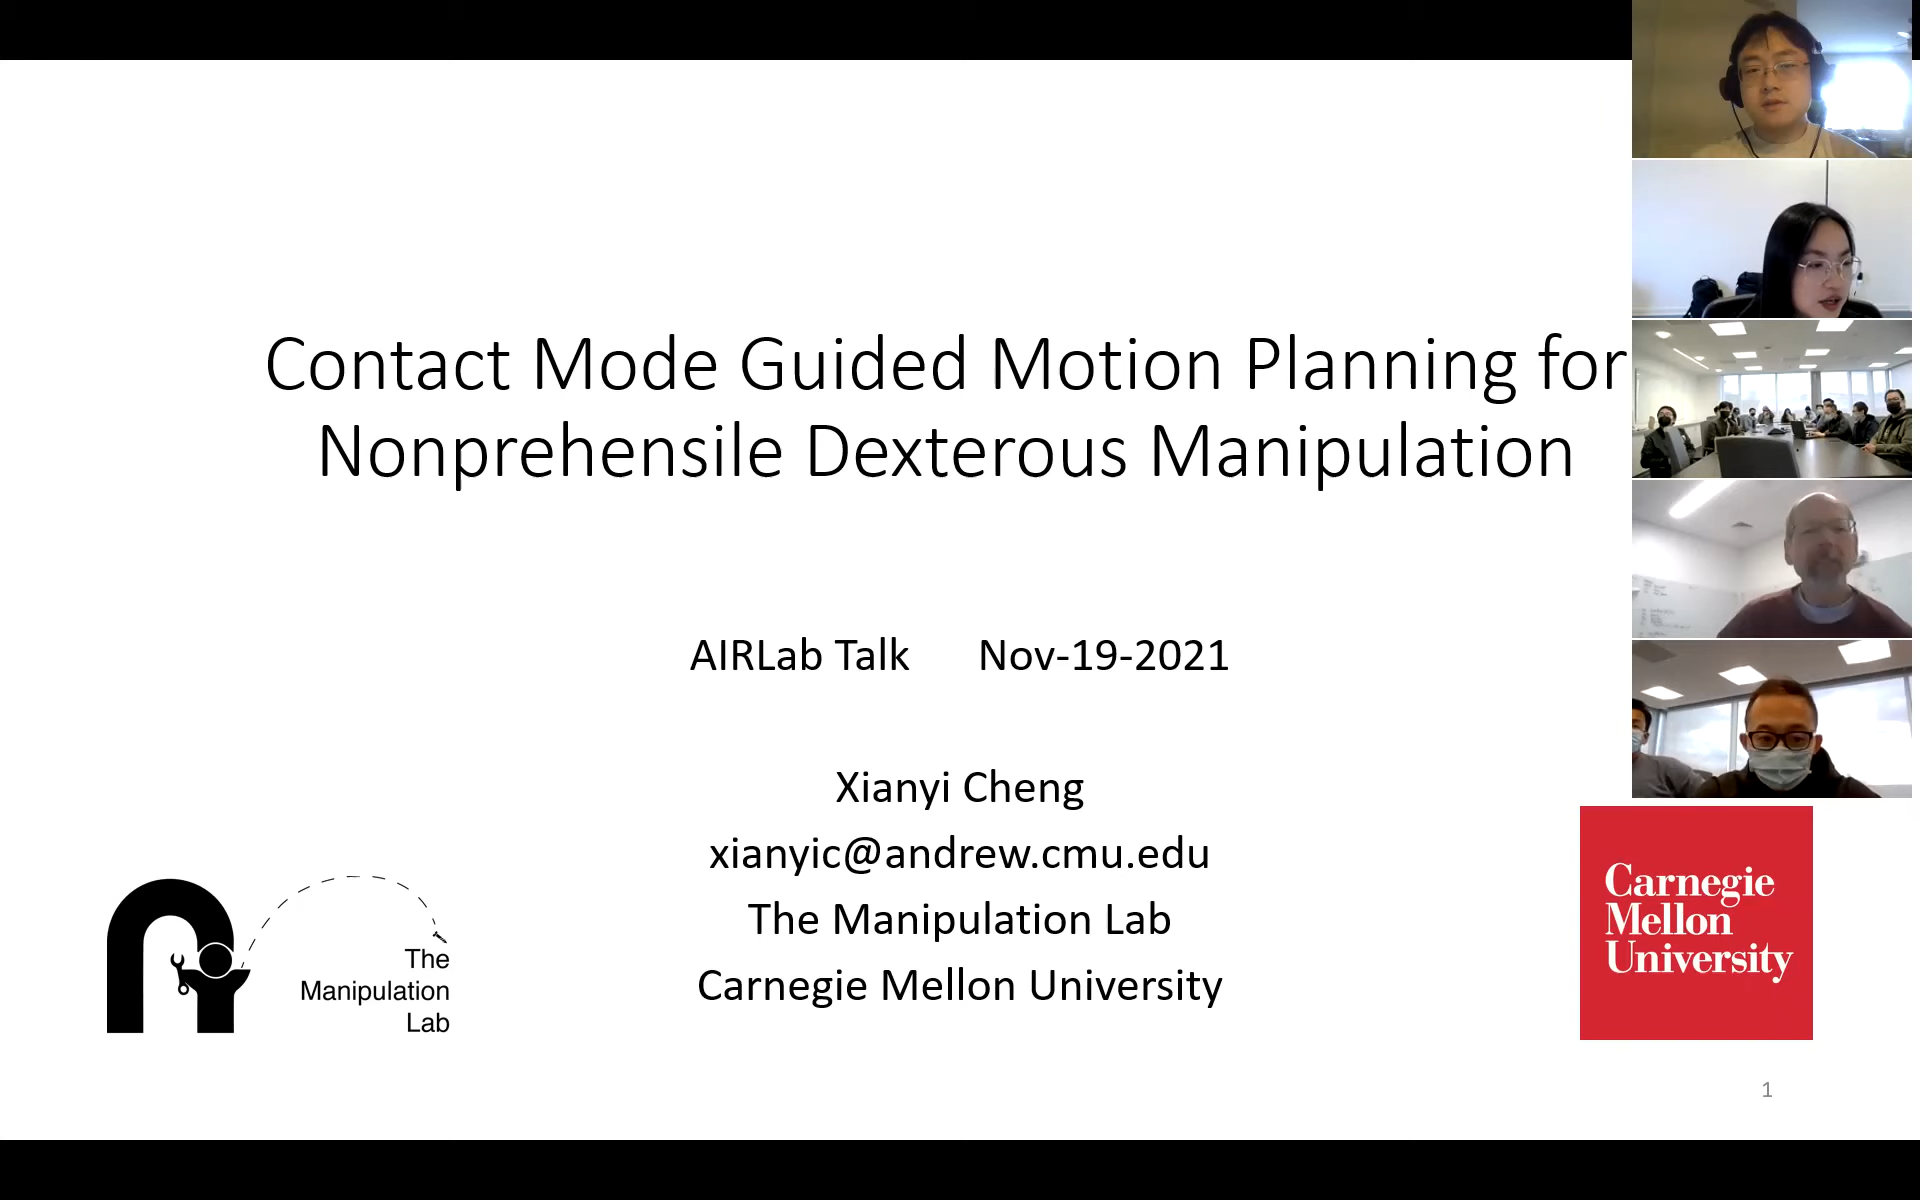 Contact Mode Guided Motion Planning for
Nonprehensile Dexterous Manipulation
AIRLab Talk Nov-19-2021
Xianyi Cheng
xianyic@andrew.cmu.edu
The Manipulation Lab
Carnegie Mellon University
The
Manipulation
Lab
Carnegie
Mellon
University
1